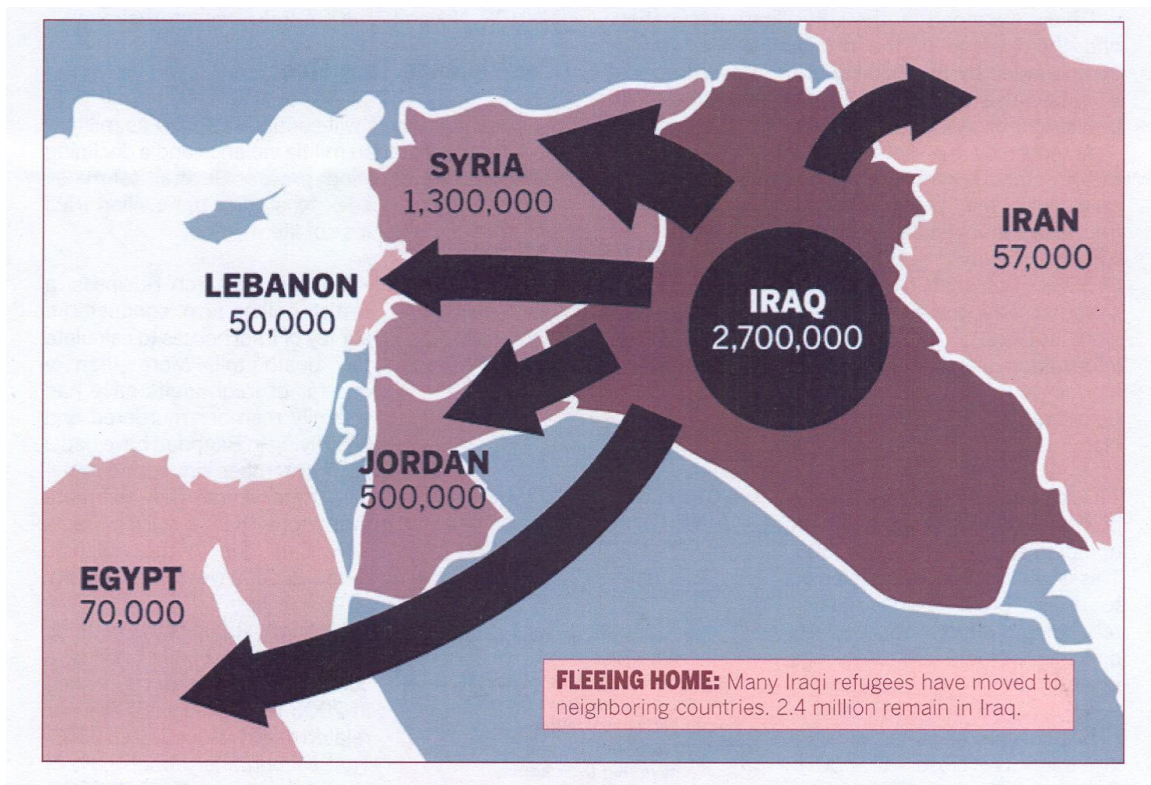 SYRIA
1,300,000
IRAN
57,000
LEBANON
50,000
IRAQ
2,700,000
JORDAN
500,000
EGYPT
70,000
FLEEING HOME: Many Iraqi refugees have moved to
neighboring countries. 2.4 million remain in Iraq.